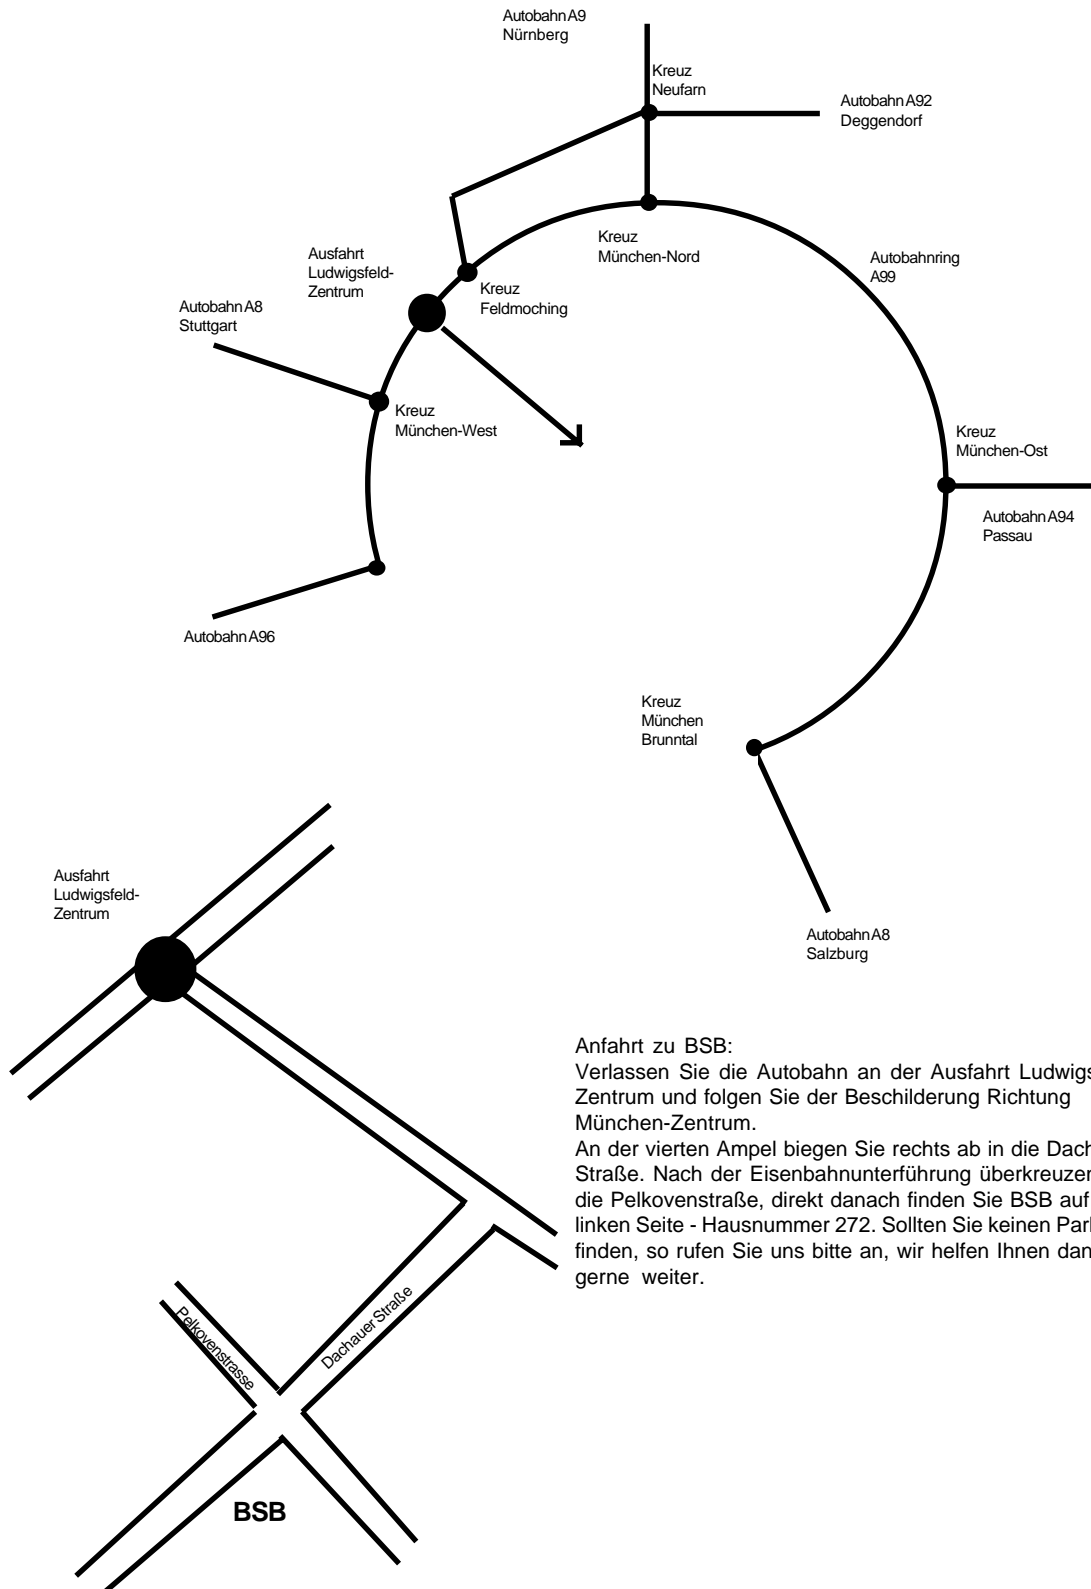 Autobahn A9
Nürnberg
Kreuz
Neufarn
Autobahn A92
Deggendorf
Kreuz
München-Nord
Autobahnring
A99
Ausfahrt
Ludwigsfeld-
Zentrum
Kreuz
Feldmoching
Autobahn A8
Stuttgart
Kreuz
München-West
Kreuz
München-Ost
Autobahn A94
Passau
Autobahn A96
Kreuz
München
Brunntal
Autobahn A8
Salzburg
Ausfahrt
Ludwigsfeld-
Zentrum
Anfahrt zu BSB:
Verlassen Sie die Autobahn an der Ausfahrt Ludwigs
Zentrum und folgen Sie der Beschilderung Richtung
München-Zentrum.
An der vierten Ampel biegen Sie rechts ab in die Dach
Straße. Nach der Eisenbahnunterführung überkreuzen
die Pelkovenstraße, direkt danach finden Sie BSB auf
linken Seite - Hausnummer 272. Sollten Sie keinen Par
finden, so rufen Sie uns bitte an, wir helfen Ihnen dan
gerne weiter.
Pelkovenstrasse
Dachauer Straße
BSB